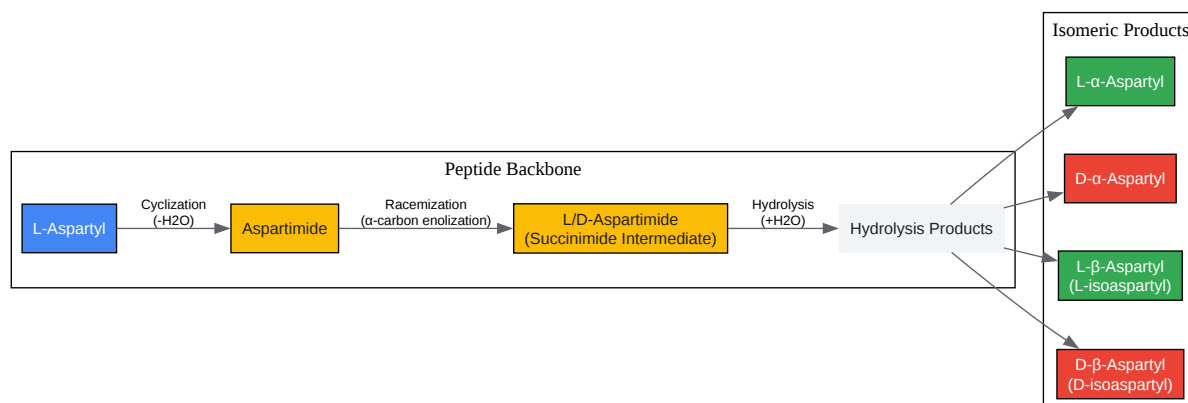 Isomeric Products
L-α-Aspartyl
Peptide Backbone
D-α-Aspartyl
L-Aspartyl
Cyclization
(-H2O)
Aspartimide
Racemization
(α-carbon enolization)
L/D-Aspartimide
(Succinimide Intermediate)
Hydrolysis
(+H2O)
Hydrolysis Products
L-β-Aspartyl
(L-isoaspartyl)
D-β-Aspartyl
(D-isoaspartyl)